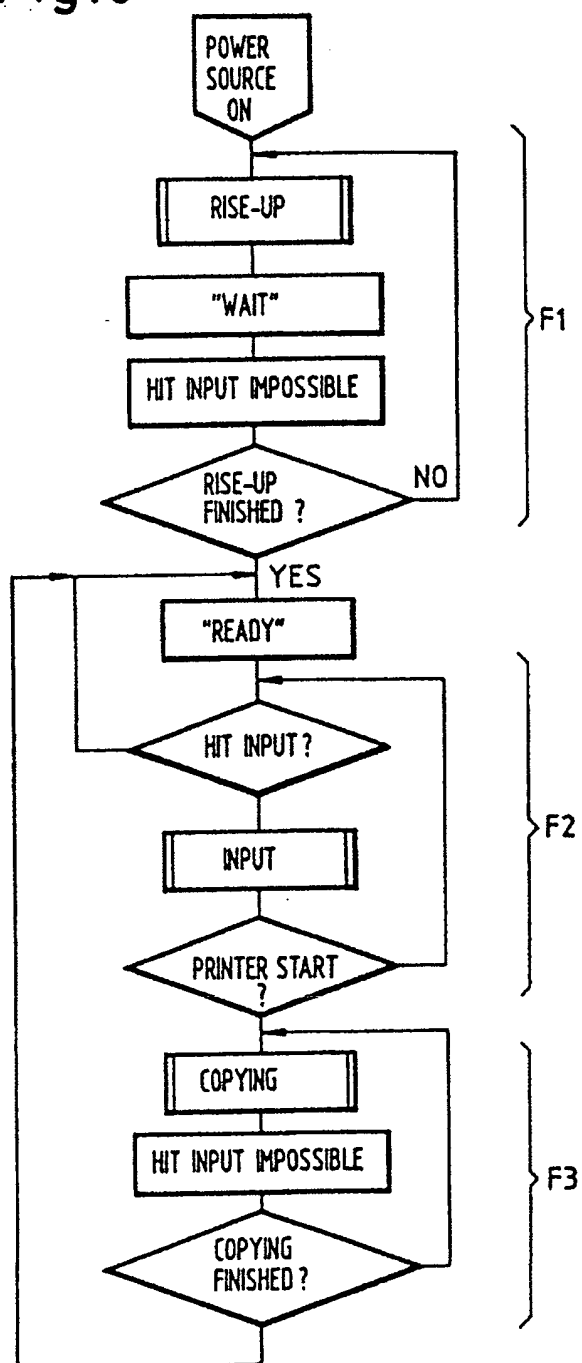 POWER
SOURCE
ON
RISE-UP
"WAIT"
HIT INPUT IMPOSSIBLE
F1
RISE-UP
FINISHED ?
NO
YES
"READY"
HIT INPUT ?
F2
INPUT
PRINTER START
?
COPYING
HIT INPUT IMPOSSIBLE
F3
COPYING
FINISHED ?